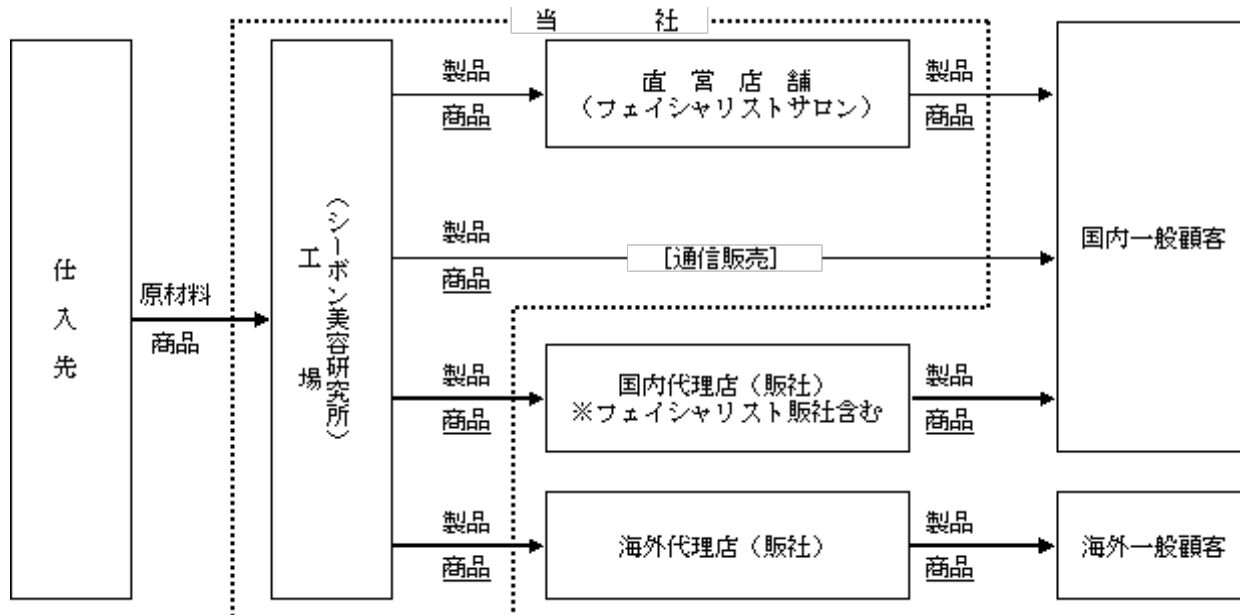 当　　　社
仕入先
原材料
商品
工場
(シーボン美容研究所)
製品
商品
直営店舗
(フェイシャリストサロン)
製品
商品
製品
[通信販売]
商品
国内一般顧客
製品
商品
国内代理店(販社)
※フェイシャリスト販社含む
製品
商品
製品
商品
海外代理店(販社)
製品
商品
海外一般顧客